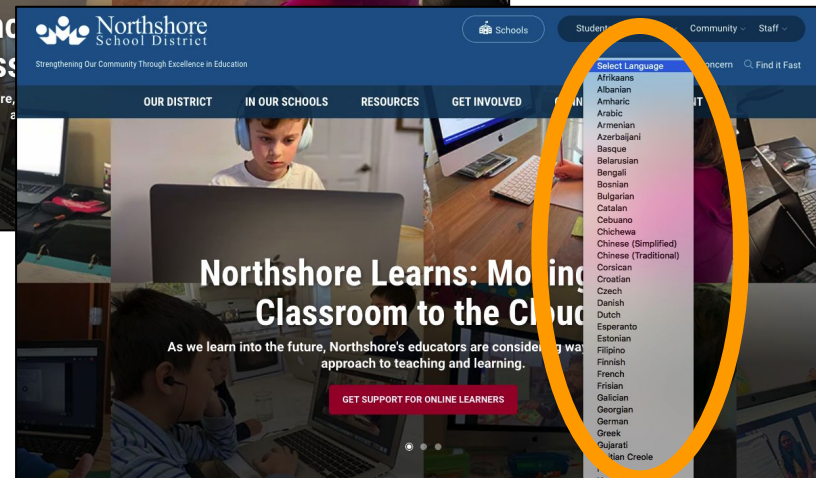 Northshore
School District
Strengthening Our Community Through Excellence in Education
Schools
Community
Staff
Find it Fast
OUR DISTRICT
IN OUR SCHOOLS
RESOURCES
GET INVOLVED
Select Language
Afrikaans
Albanian
Amharic
Arabic
Armenian
Azerbaijani
Basque
Belarusian
Bengali
Bosnian
Bulgarian
Catalan
Cebuano
Chichewa
Chinese (Simplified)
Chinese (Traditional)
Corsican
Croatian
Czech
Danish
Dutch
Esperanto
Estonian
Filipino
Finnish
French
Frisian
Galician
Georgian
German
Greek
Gujarati
Creole
Northshore Learns:
Classroom to the
As we learn into the future, Northshore's educators are considering
approach to teaching and learning.
GET SUPPORT FOR ONLINE LEARNERS